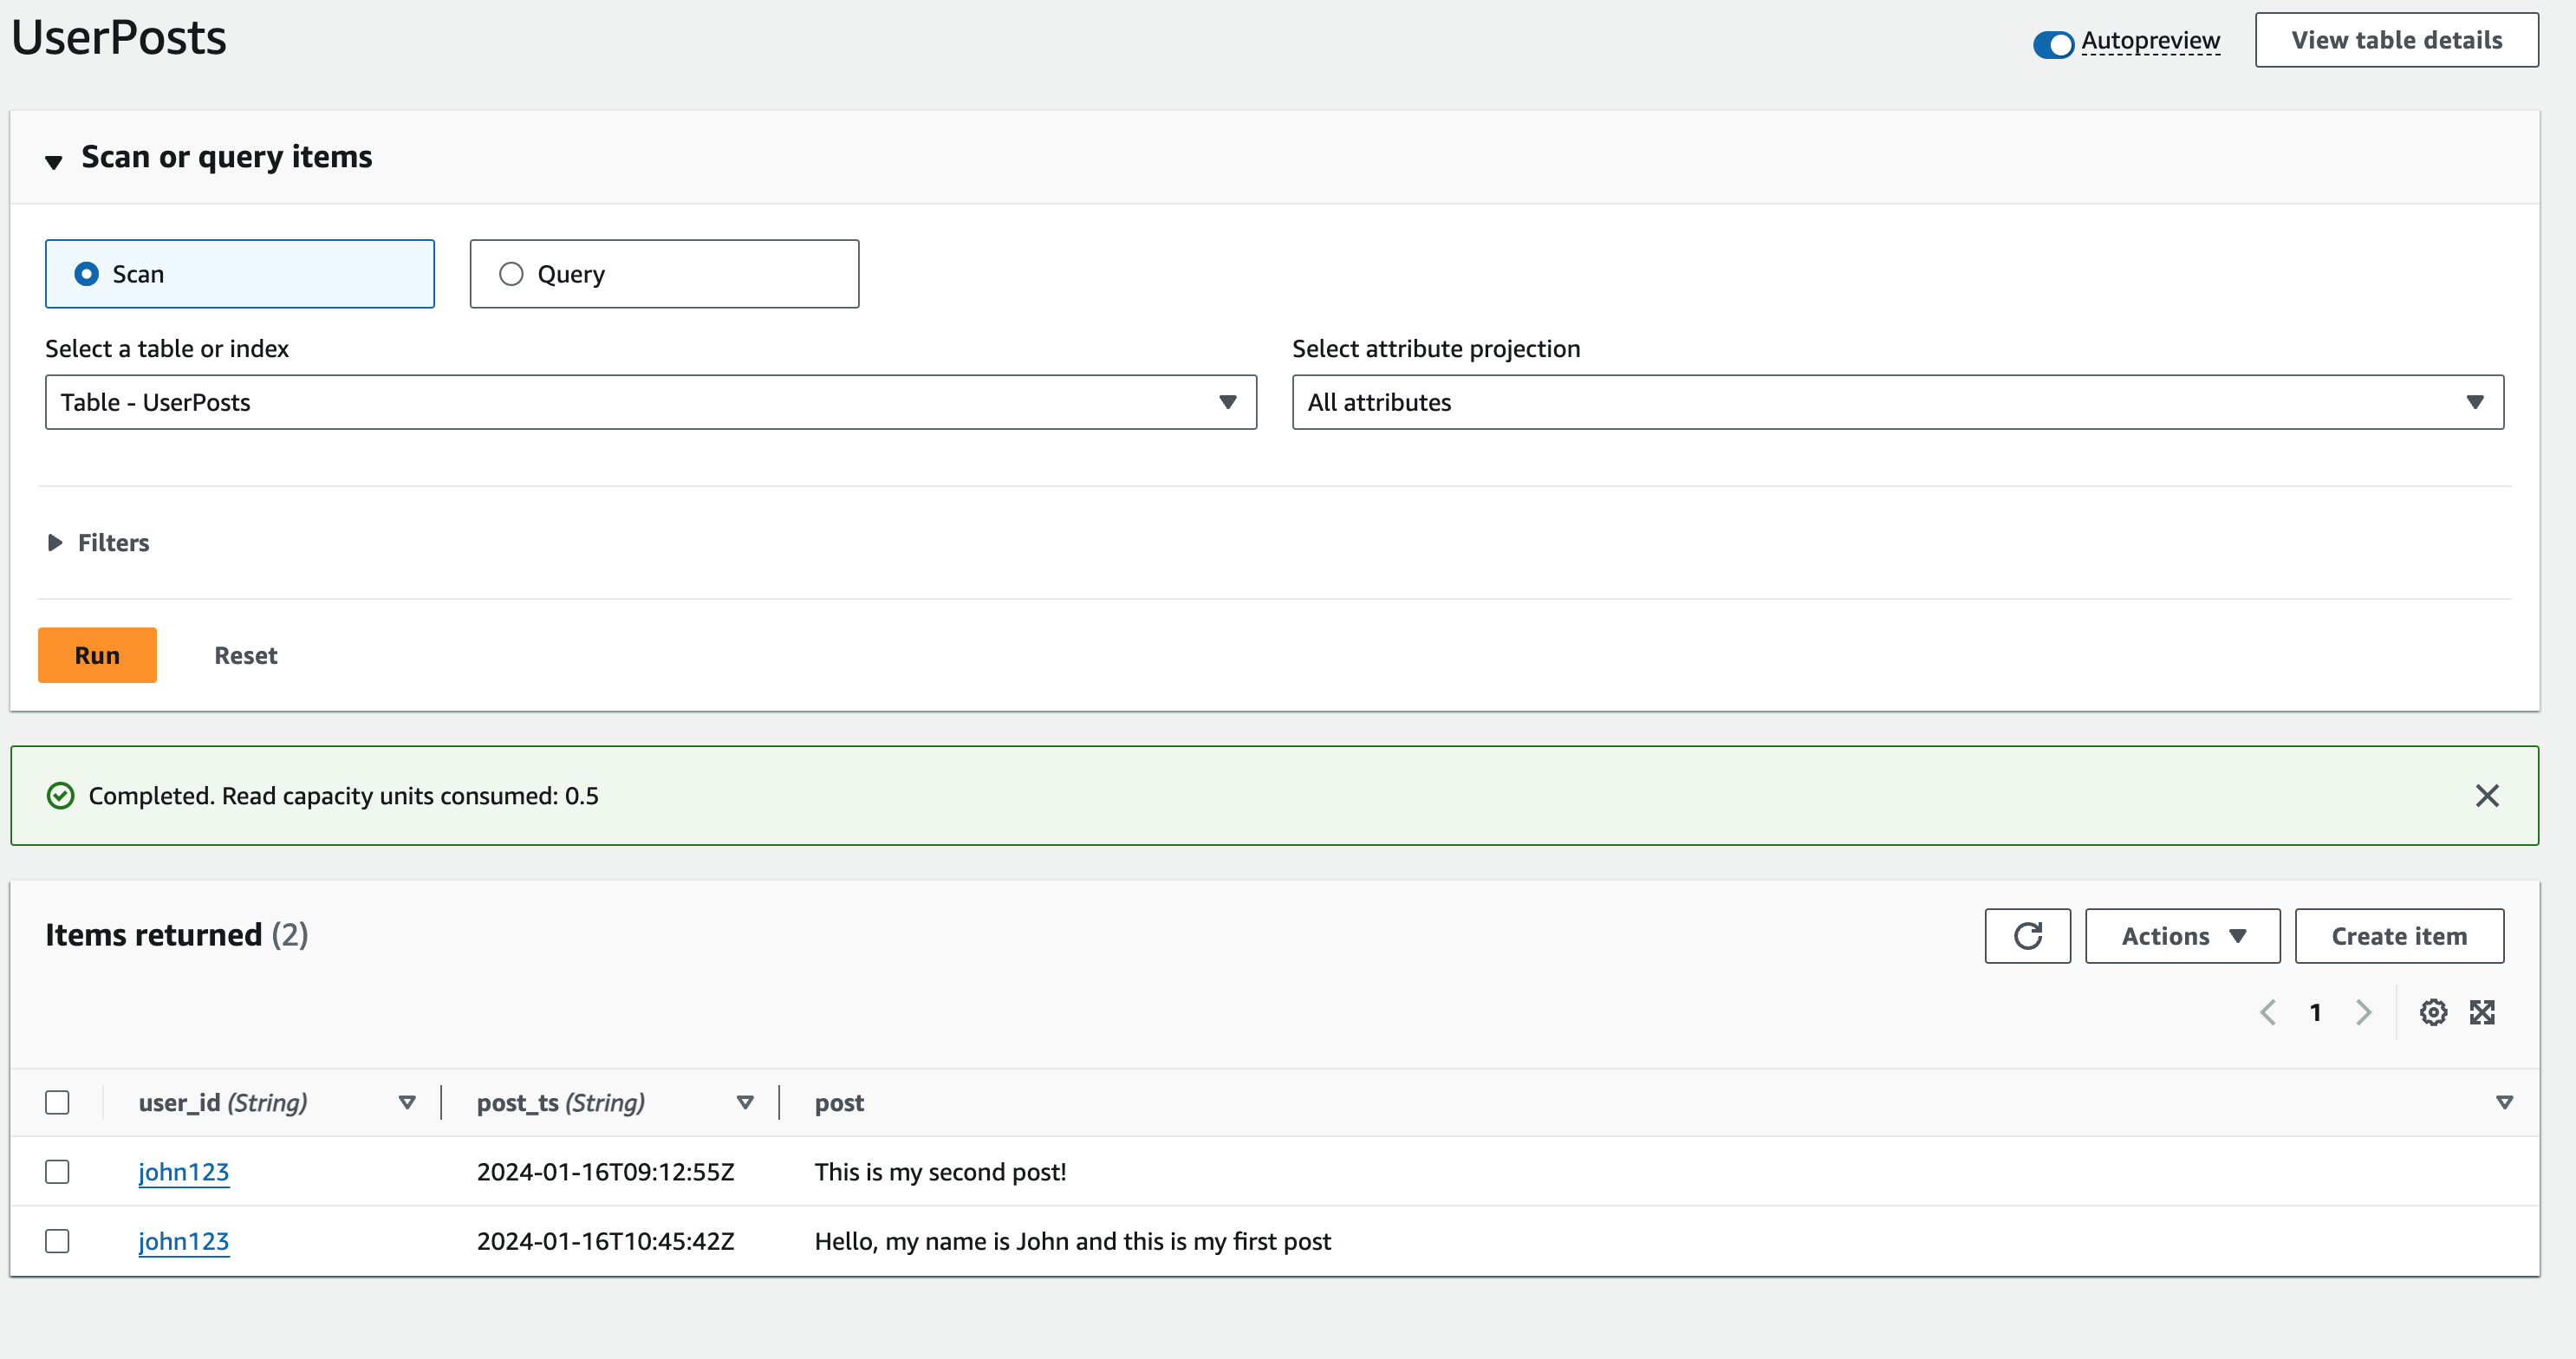 UserPosts
Autopreview
View table details
Scan or query items
Scan
Query
Select a table or index
Select attribute projection
Table - UserPosts
All attributes
Filters
Run
Reset
Completed. Read capacity units consumed: 0.5
Items returned (2)
Actions
Create item
1
user_id (String) post_ts (String) post
john123 2024-01-16T09:12:55Z This is my second post!
john123 2024-01-16T10:45:42Z Hello, my name is John and this is my first post